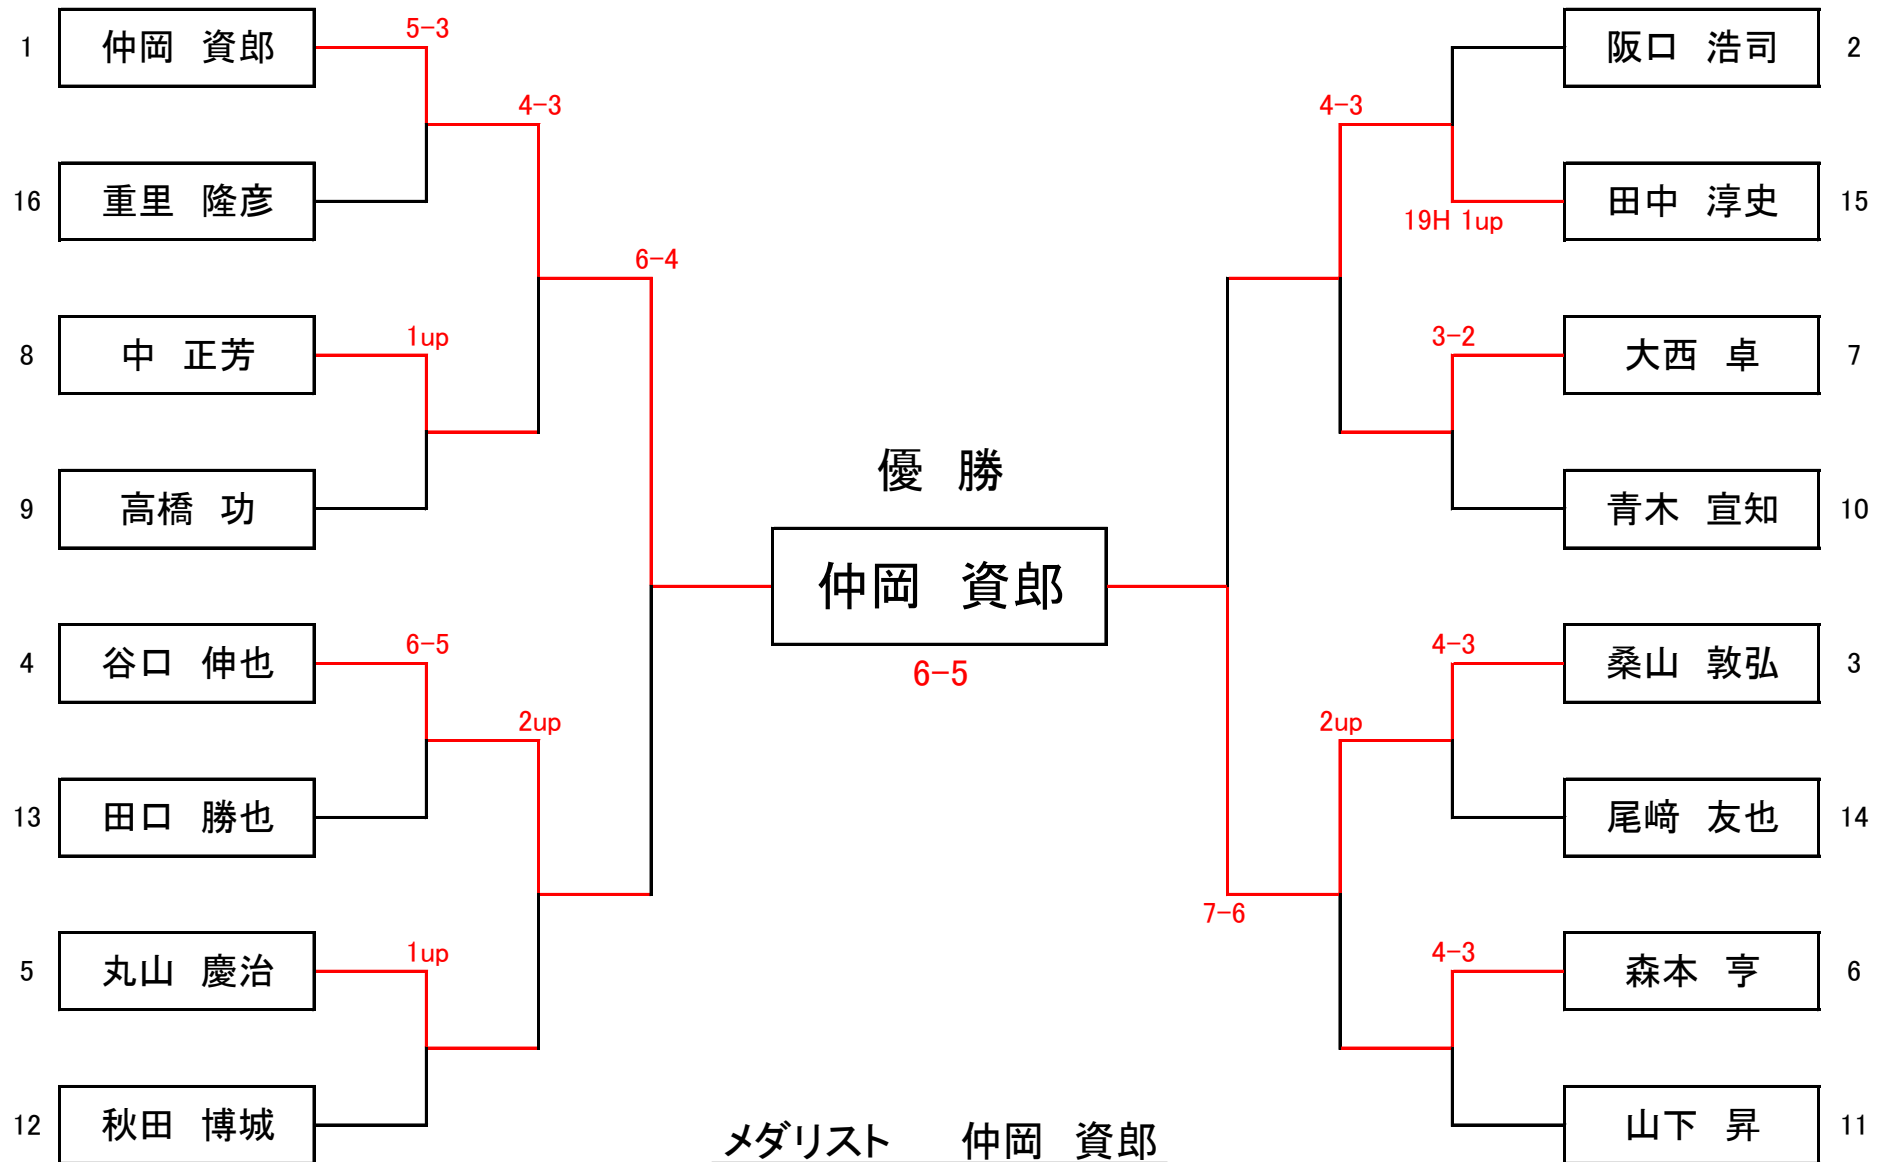 5-3
1 仲岡 資郎 阪口 浩司 2
4-3 4-3
16 重里 隆彦 田中 淳史 15
19H 1up
6-4
1up 3-2
8 中 正芳 大西 卓 7
優 勝
9 高橋 功 青木 宣知 10
仲岡 資郎
6-5 4-3
4 谷口 伸也 桑山 敦弘 3
6-5
2up 2up
13 田口 勝也 尾﨑 友也 14
7-6
1up 4-3
5 丸山 慶治 森本 亨 6
12 秋田 博城 山下 昇 11
メダリスト 仲岡 資郎